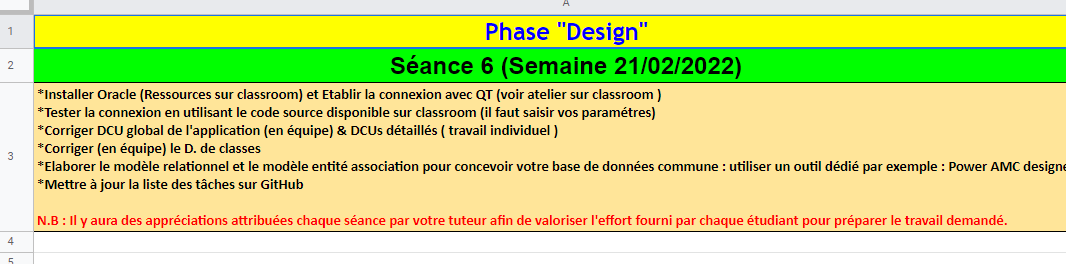 A
1
Phase "Design"
2
Séance 6 (Semaine 21/02/2022)
3
*Installer Oracle (Ressources sur classroom) et Etablir la connexion avec QT (voir atelier sur classroom )
*Tester la connexion en utilisant le code source disponible sur classroom (il faut saisir vos paramétres)
*Corriger DCU global de l'application (en équipe) & DCUs détaillés ( travail individuel )
*Corriger (en équipe) le D. de classes
*Elaborer le modèle relationnel et le modèle entité association pour concevoir votre base de données commune : utiliser un outil dédié par exemple : Power AMC designe
*Mettre à jour la liste des tâches sur GitHub
N.B : Il y aura des appréciations attribuées chaque séance par votre tuteur afin de valoriser l'effort fourni par chaque étudiant pour préparer le travail demandé.
4
5